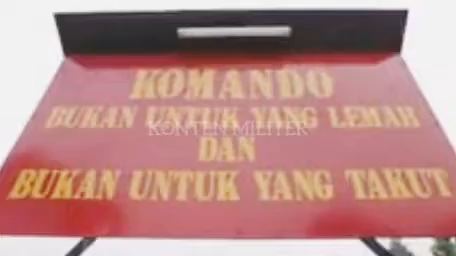 KOMANDO
BUKAN UNTUK YANG LEMAH
KONTEN MILITER
DAN
BUKAN UNTUK YANG TAKUT